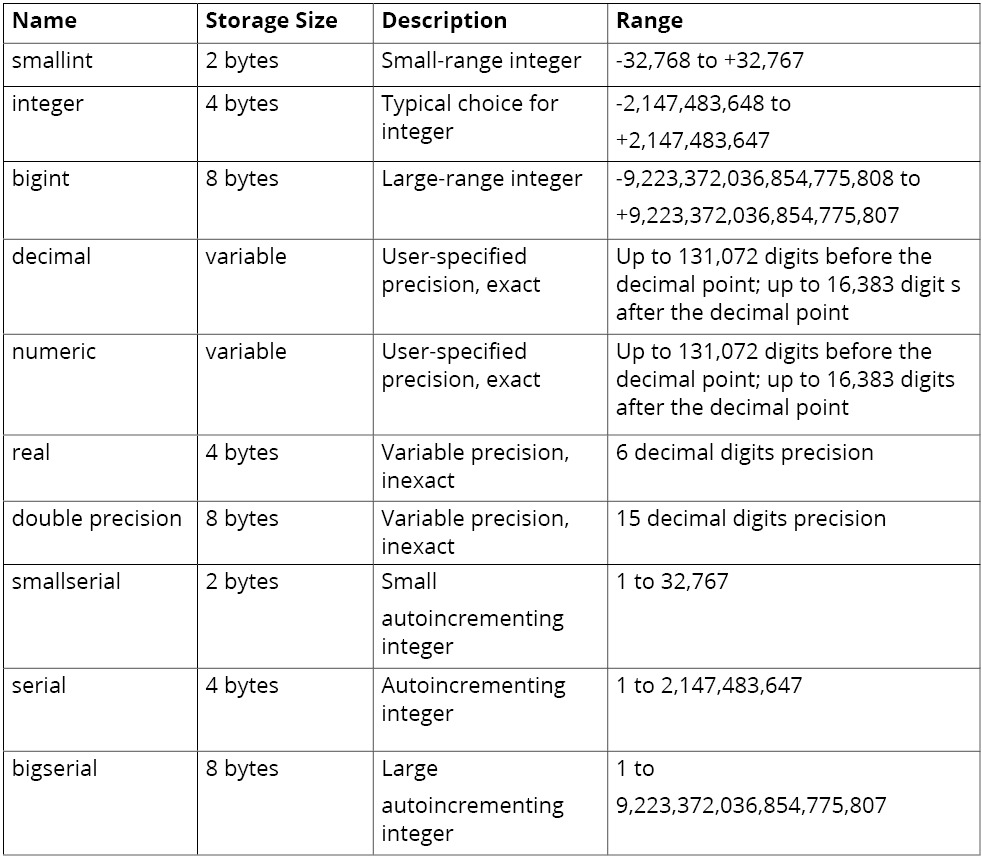 Name Storage Size Description Range
smallint 2 bytes Small-range integer -32,768 to +32,767
integer 4 bytes Typical choice for -2,147,483,648 to
integer +2,147,483,647
bigint 8 bytes Large-range integer -9,223,372,036,854,775,808 to
+9,223,372,036,854,775,807
decimal variable User-specified Up to 131,072 digits before the
precision, exact decimal point; up to 16,383 digit s
after the decimal point
numeric variable User-specified Up to 131,072 digits before the
precision, exact decimal point; up to 16,383 digits
after the decimal point
real 4 bytes Variable precision, 6 decimal digits precision
inexact
double precision 8 bytes Variable precision, 15 decimal digits precision
inexact
smallserial 2 bytes Small 1 to 32,767
autoincrementing
integer
serial 4 bytes Autoincrementing 1 to 2,147,483,647
integer
bigserial 8 bytes Large 1 to
autoincrementing 9,223,372,036,854,775,807
integer